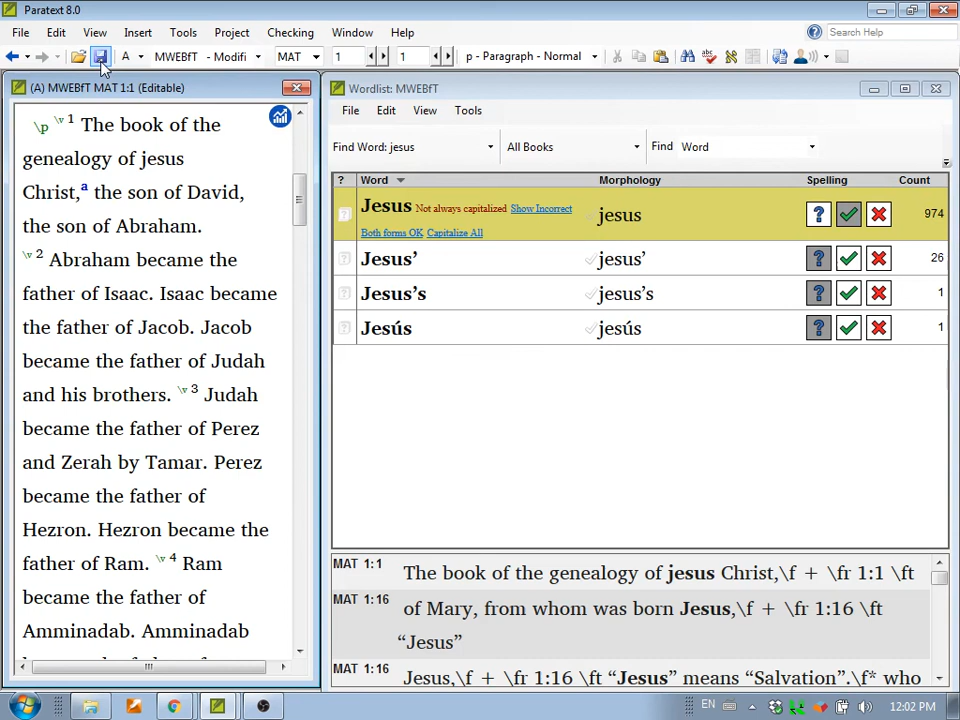 Paratext 8.0
File Edit View Insert Tools Project Checking Window Help
Search Help
A MWEBfT - Modifi MAT 1 1 p - Paragraph - Normal
(A) MWEBfT MAT 1:1 (Editable)
\p \v 1 The book of the
genealogy of jesus
Christ,a the son of David,
the son of Abraham.
\v 2 Abraham became the
father of Isaac. Isaac became
the father of Jacob. Jacob
became the father of Judah
and his brothers. \v 3 Judah
became the father of Perez
and Zerah by Tamar. Perez
became the father of
Hezron. Hezron became the
father of Ram. \v 4 Ram
became the father of
Amminadab. Amminadab
Wordlist: MWEBfT
File Edit View Tools
Find Word: jesus All Books Find Word
? Word Morphology Spelling Count
Jesus Not always capitalized Show Incorrect jesus ? 974
Both forms OK Capitalize All
Jesus’ jesus’ ? 26
Jesus’s jesus’s ? 1
Jesús jesús ? 1
MAT 1:1 The book of the genealogy of jesus Christ,\f + \fr 1:1 \ft
MAT 1:16 of Mary, from whom was born Jesus,\f + \fr 1:16 \ft
“Jesus”
MAT 1:16 Jesus,\f + \fr 1:16 \ft “Jesus” means “Salvation”.\f* who
EN 12:02 PM